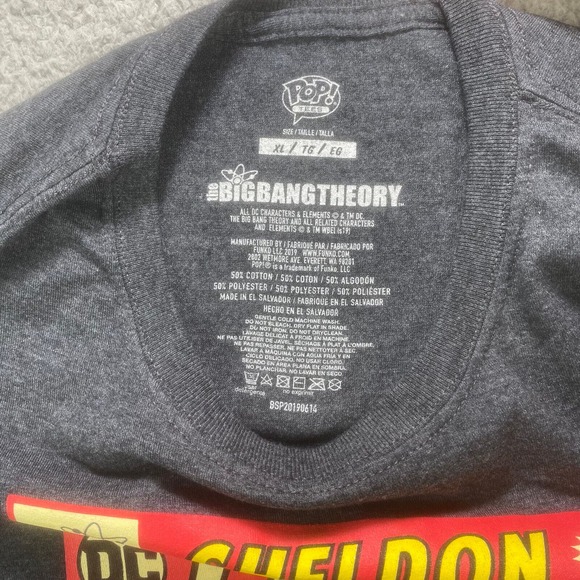 POP!
TEES
SIZE / TAILLE / TALLA
XL / TG / EG
THE BIGBANGTHEORY™
ALL DC CHARACTERS & ELEMENTS © & TM DC.
THE BIG BANG THEORY AND ALL RELATED CHARACTERS
AND ELEMENTS © & TM WBEI (s19)
MANUFACTURED BY / FABRIQUÉ PAR / FABRICADO POR
FUNKO LLC 2019 WWW.FUNKO.COM
2802 WETMORE AVE. EVERETT, WA 98201
POP!® is a trademark of Funko, LLC
50% COTTON / 50% COTON / 50% ALGODÓN
50% POLYESTER / 50% POLYESTER / 50% POLIÉSTER
MADE IN EL SALVADOR / FABRIQUÉ EN EL SALVADOR
HECHO EN EL SALVADOR
GENTLE COLD MACHINE WASH.
DO NOT BLEACH. DRY FLAT IN SHADE.
DO NOT IRON. DO NOT DRYCLEAN.
LAVAGE DELICAT A FROID EN MACHINE.
NE PAS UTILISER DE JAVEL. SÉCHAGE À PLAT À L'OMBRE.
NE PAS REPASSER. NE PAS NETTOYER A SEC.
LAVAR A MÁQUINA CON AGUA FRIA Y EN
CICLO DELICADO. NO USAR CLORO.
SECAR EN ÁREA PLANA EN SOMBRA.
NO PLANCHAR. NO LAVAR EN SECO.
no imprimir
BSP20190614
DC SHELDON